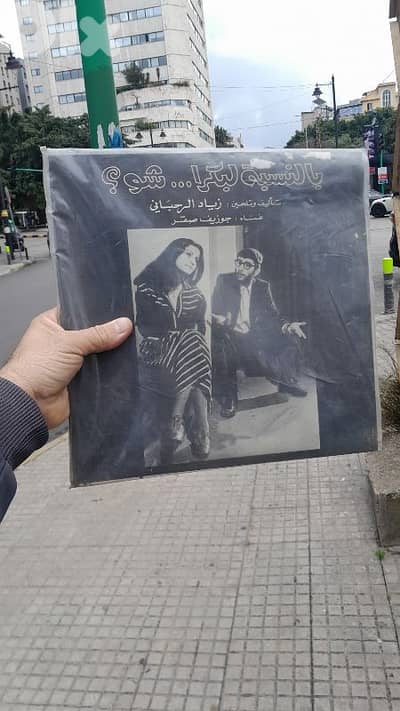 بالنسبة لبكرا... شو؟
تأليف وتلحين: زياد الرحباني
غناء: جوزيف صقر